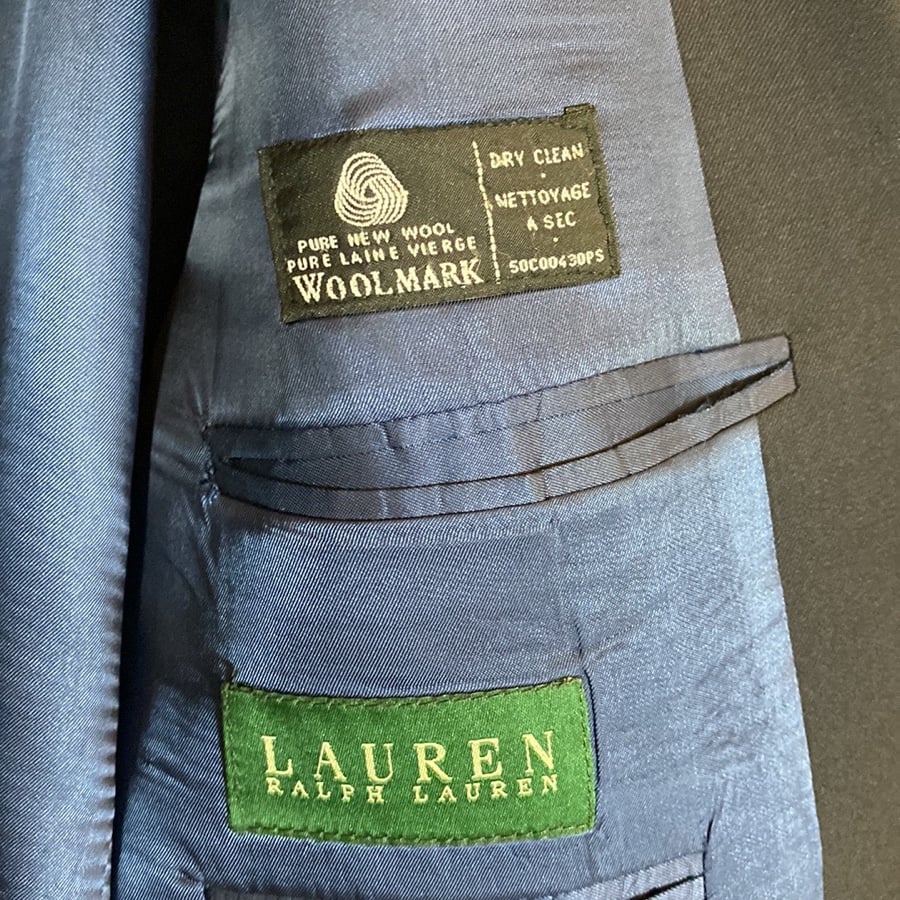 PURE NEW WOOL
PURE LAINE VIERGE
WOOLMARK
DRY CLEAN
·
NETTOYAGE
A SEC
·
50C00430PS
LAUREN
RALPH LAUREN